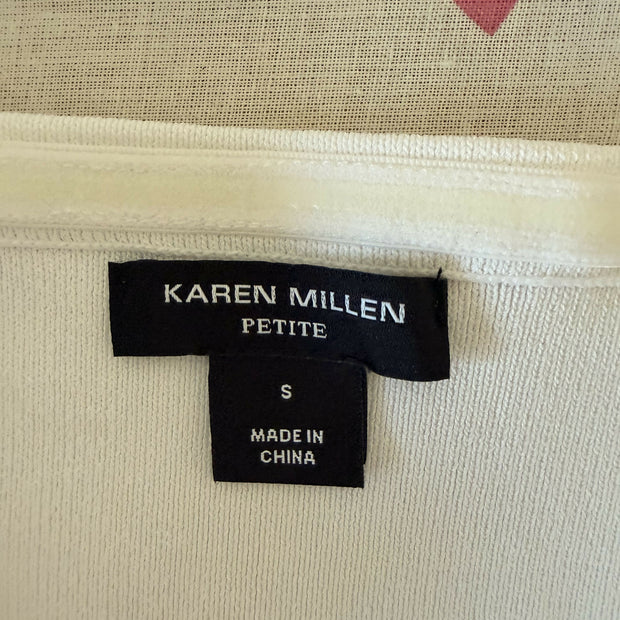 KAREN MILLEN
PETITE
S
MADE IN
CHINA